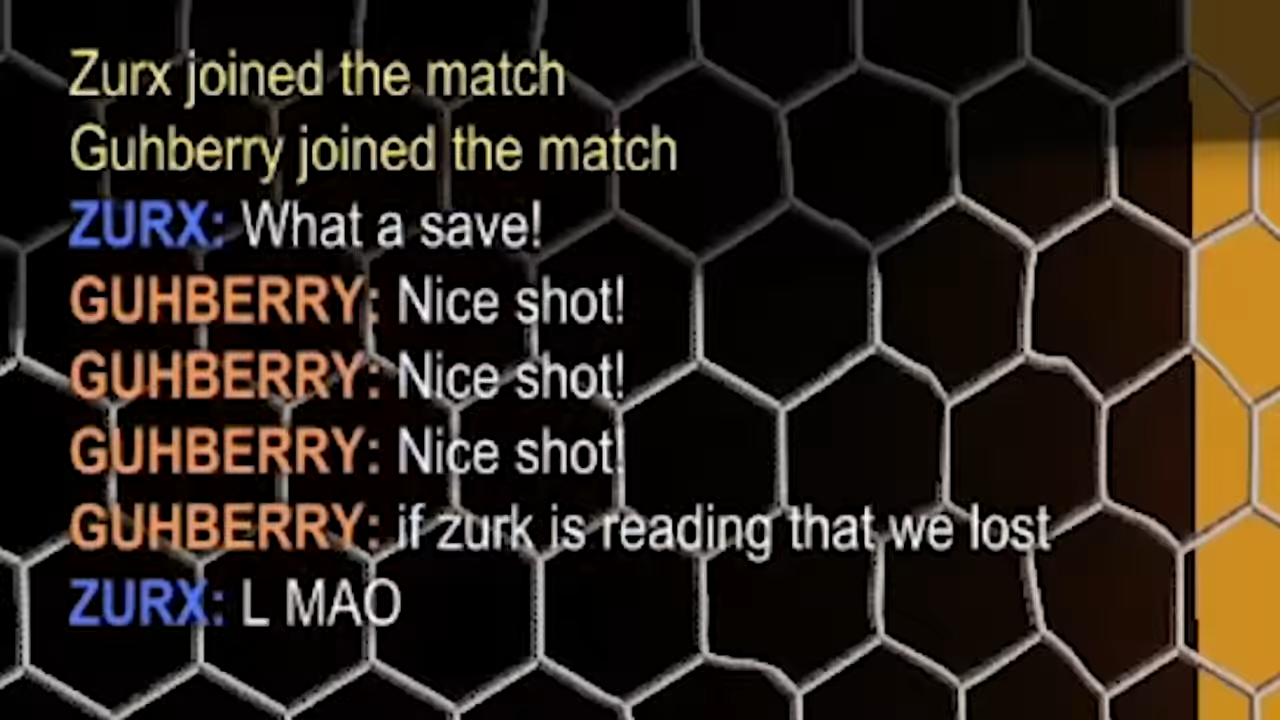 Zurx joined the match
Guhberry joined the match
ZURX: What a save!
GUHBERRY: Nice shot!
GUHBERRY: Nice shot!
GUHBERRY: Nice shot!
GUHBERRY: if zurk is reading that we lost
ZURX: L MAO